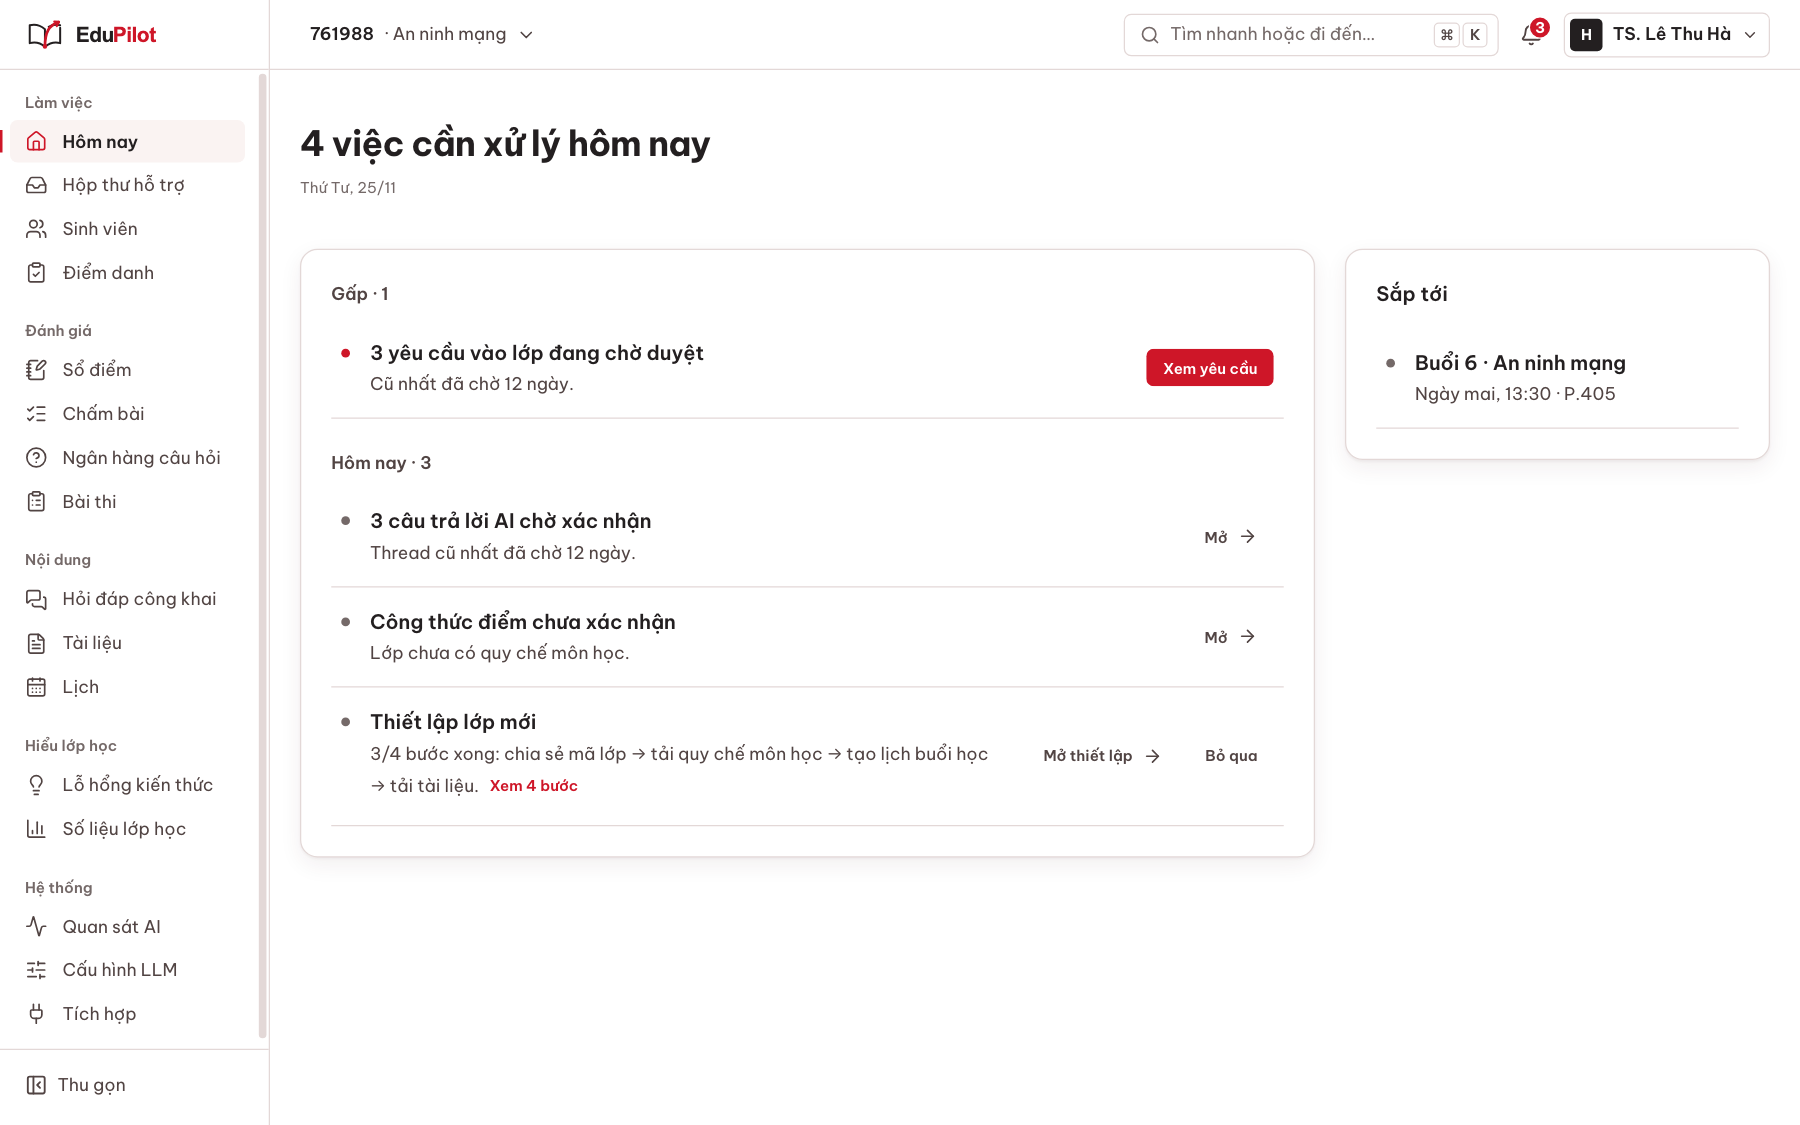 EduPilot
761988 · An ninh mạng
Tìm nhanh hoặc đi đến... ⌘ K
3
H TS. Lê Thu Hà
Làm việc
Hôm nay
Hộp thư hỗ trợ
Sinh viên
Điểm danh
Đánh giá
Sổ điểm
Chấm bài
Ngân hàng câu hỏi
Bài thi
Nội dung
Hỏi đáp công khai
Tài liệu
Lịch
Hiểu lớp học
Lỗ hổng kiến thức
Số liệu lớp học
Hệ thống
Quan sát AI
Cấu hình LLM
Tích hợp
Thu gọn
4 việc cần xử lý hôm nay
Thứ Tư, 25/11
Gấp · 1
3 yêu cầu vào lớp đang chờ duyệt
Cũ nhất đã chờ 12 ngày.
Xem yêu cầu
Hôm nay · 3
3 câu trả lời AI chờ xác nhận
Thread cũ nhất đã chờ 12 ngày.
Mở →
Công thức điểm chưa xác nhận
Lớp chưa có quy chế môn học.
Mở →
Thiết lập lớp mới
3/4 bước xong: chia sẻ mã lớp → tải quy chế môn học → tạo lịch buổi học
→ tải tài liệu. Xem 4 bước
Mở thiết lập → Bỏ qua
Sắp tới
Buổi 6 · An ninh mạng
Ngày mai, 13:30 · P.405